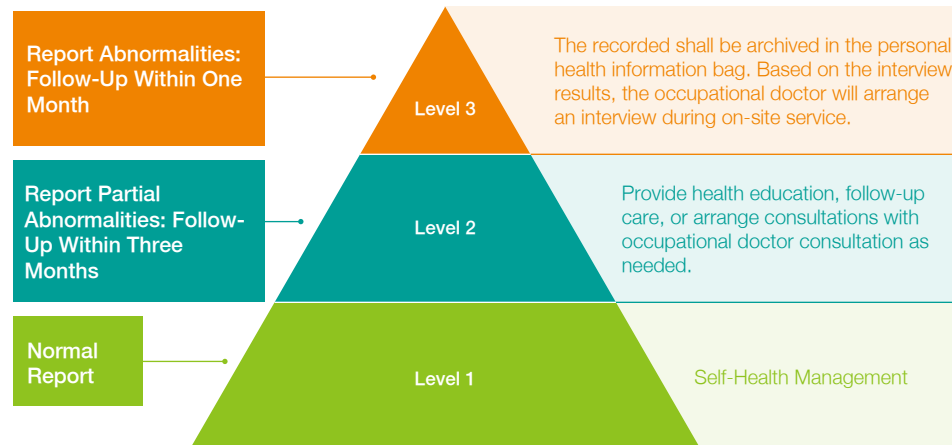 Report Abnormalities:
Follow-Up Within One
Month
Level 3
The recorded shall be archived in the personal
health information bag. Based on the interview
results, the occupational doctor will arrange
an interview during on-site service.
Report Partial
Abnormalities: Follow-
Up Within Three
Months
Level 2
Provide health education, follow-up
care, or arrange consultations with
occupational doctor consultation as
needed.
Normal
Report
Level 1
Self-Health Management